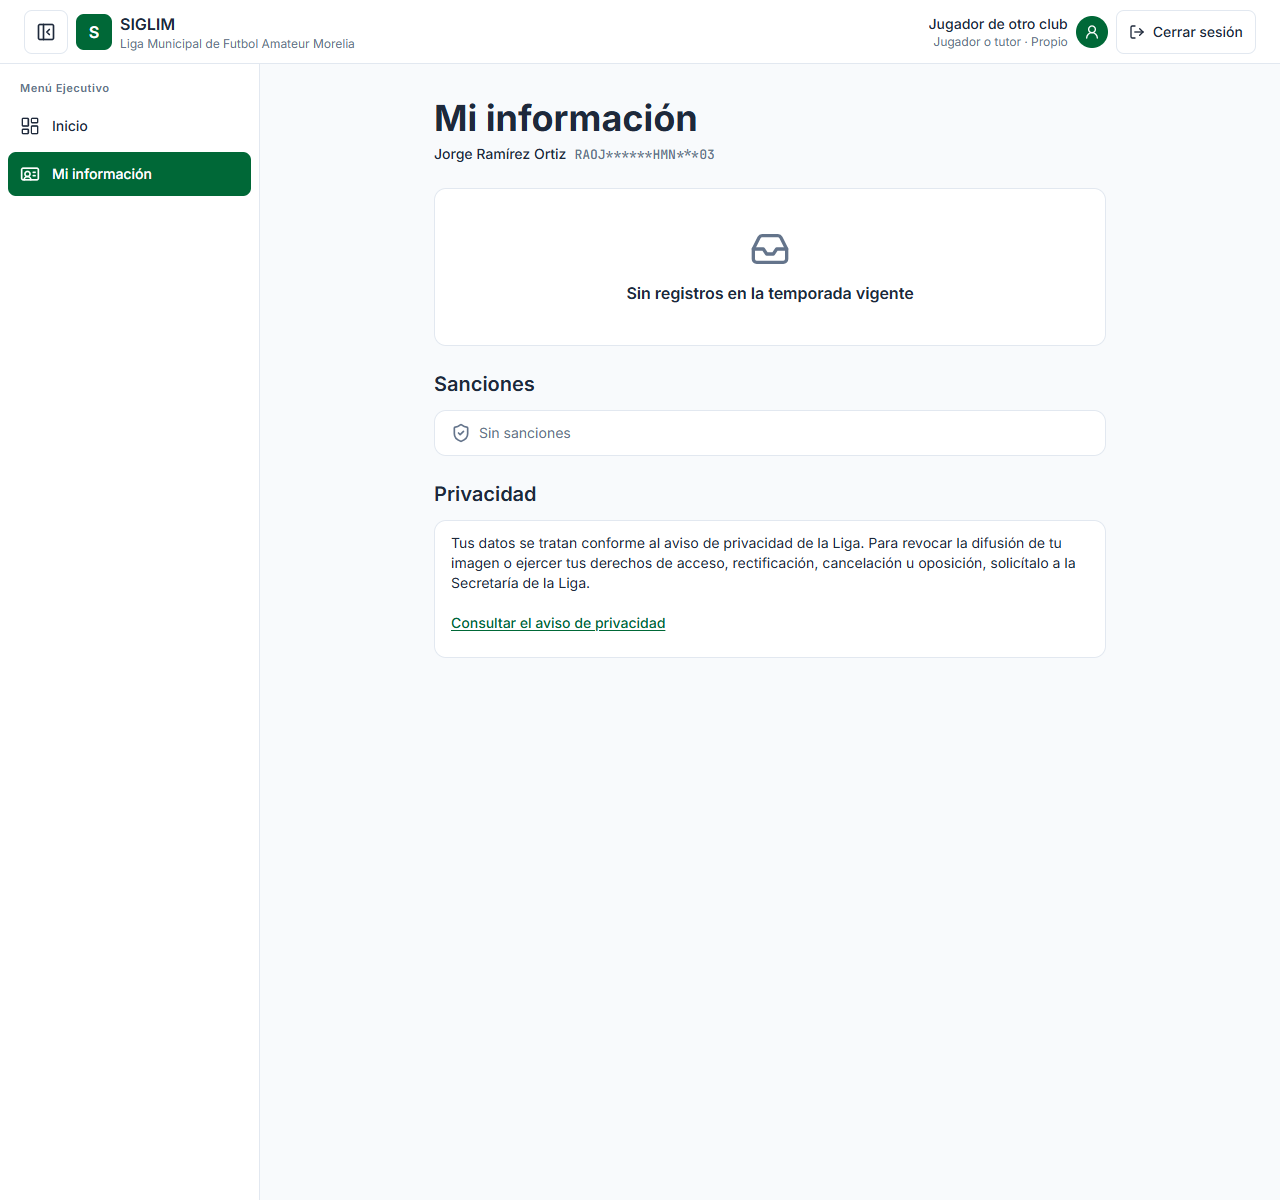 S
SIGLIM
Liga Municipal de Futbol Amateur Morelia
Jugador de otro club
Jugador o tutor · Propio
Cerrar sesión
Menú Ejecutivo
Inicio
Mi información
Mi información
Jorge Ramírez Ortiz RAOJ******HMN***03
Sin registros en la temporada vigente
Sanciones
Sin sanciones
Privacidad
Tus datos se tratan conforme al aviso de privacidad de la Liga. Para revocar la difusión de tu
imagen o ejercer tus derechos de acceso, rectificación, cancelación u oposición, solicítalo a la
Secretaría de la Liga.
Consultar el aviso de privacidad